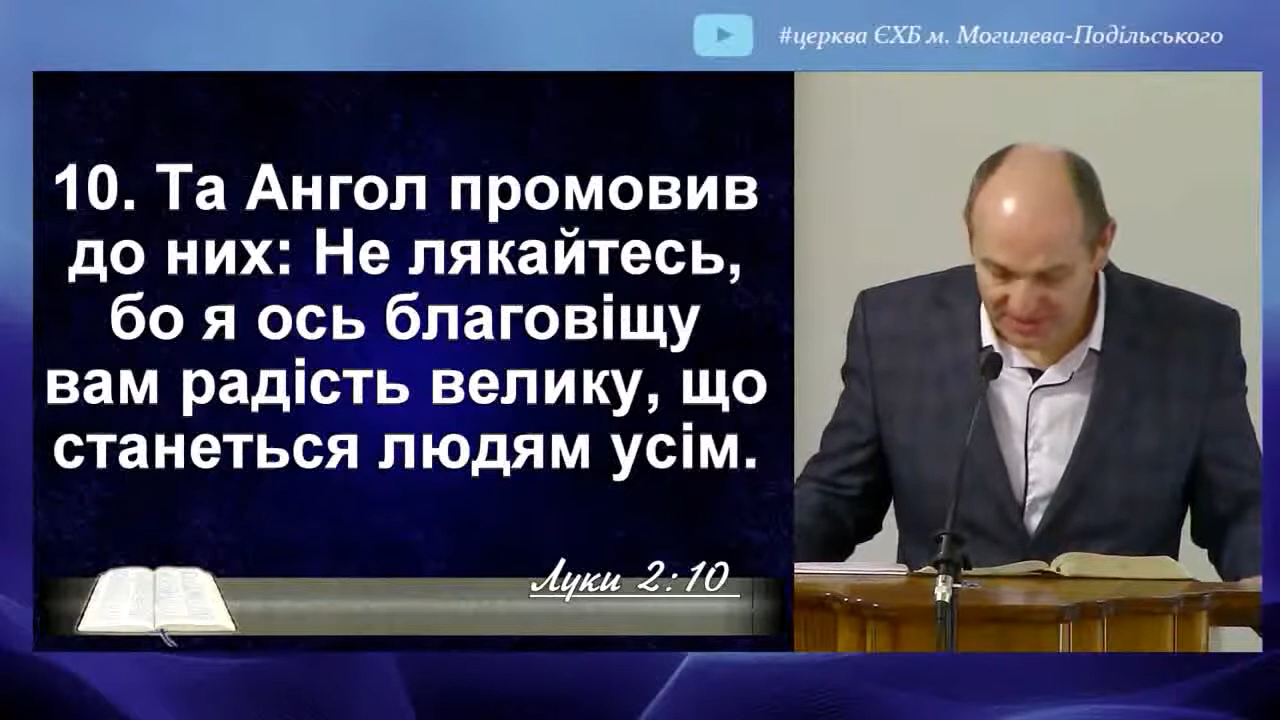 #церква ЄХБ м. Могилева-Подільського
10. Та Ангол промовив
до них: Не лякайтесь,
бо я ось благовіщу
вам радість велику, що
станеться людям усім.
Луки 2:10